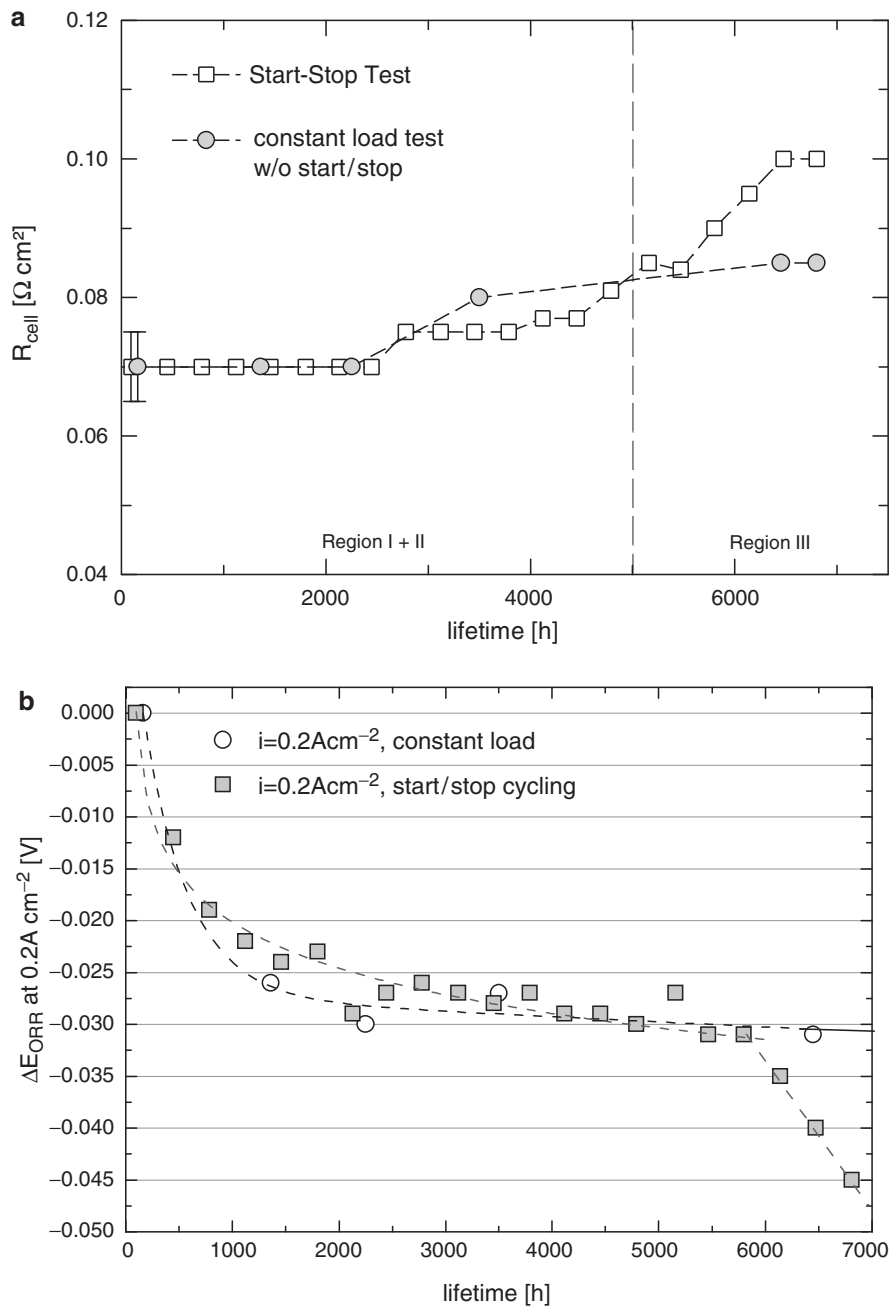 a
0.12
0.10
0.08
0.06
0.04
R_cell [Ω cm²]
Start-Stop Test
constant load test
w/o start/stop
Region I + II
Region III
0
2000
4000
6000
lifetime [h]
b
0.000
−0.005
−0.010
−0.015
−0.020
−0.025
−0.030
−0.035
−0.040
−0.045
−0.050
ΔE_ORR at 0.2A cm⁻² [V]
i=0.2Acm⁻², constant load
i=0.2Acm⁻², start/stop cycling
0
1000
2000
3000
4000
5000
6000
7000
lifetime [h]